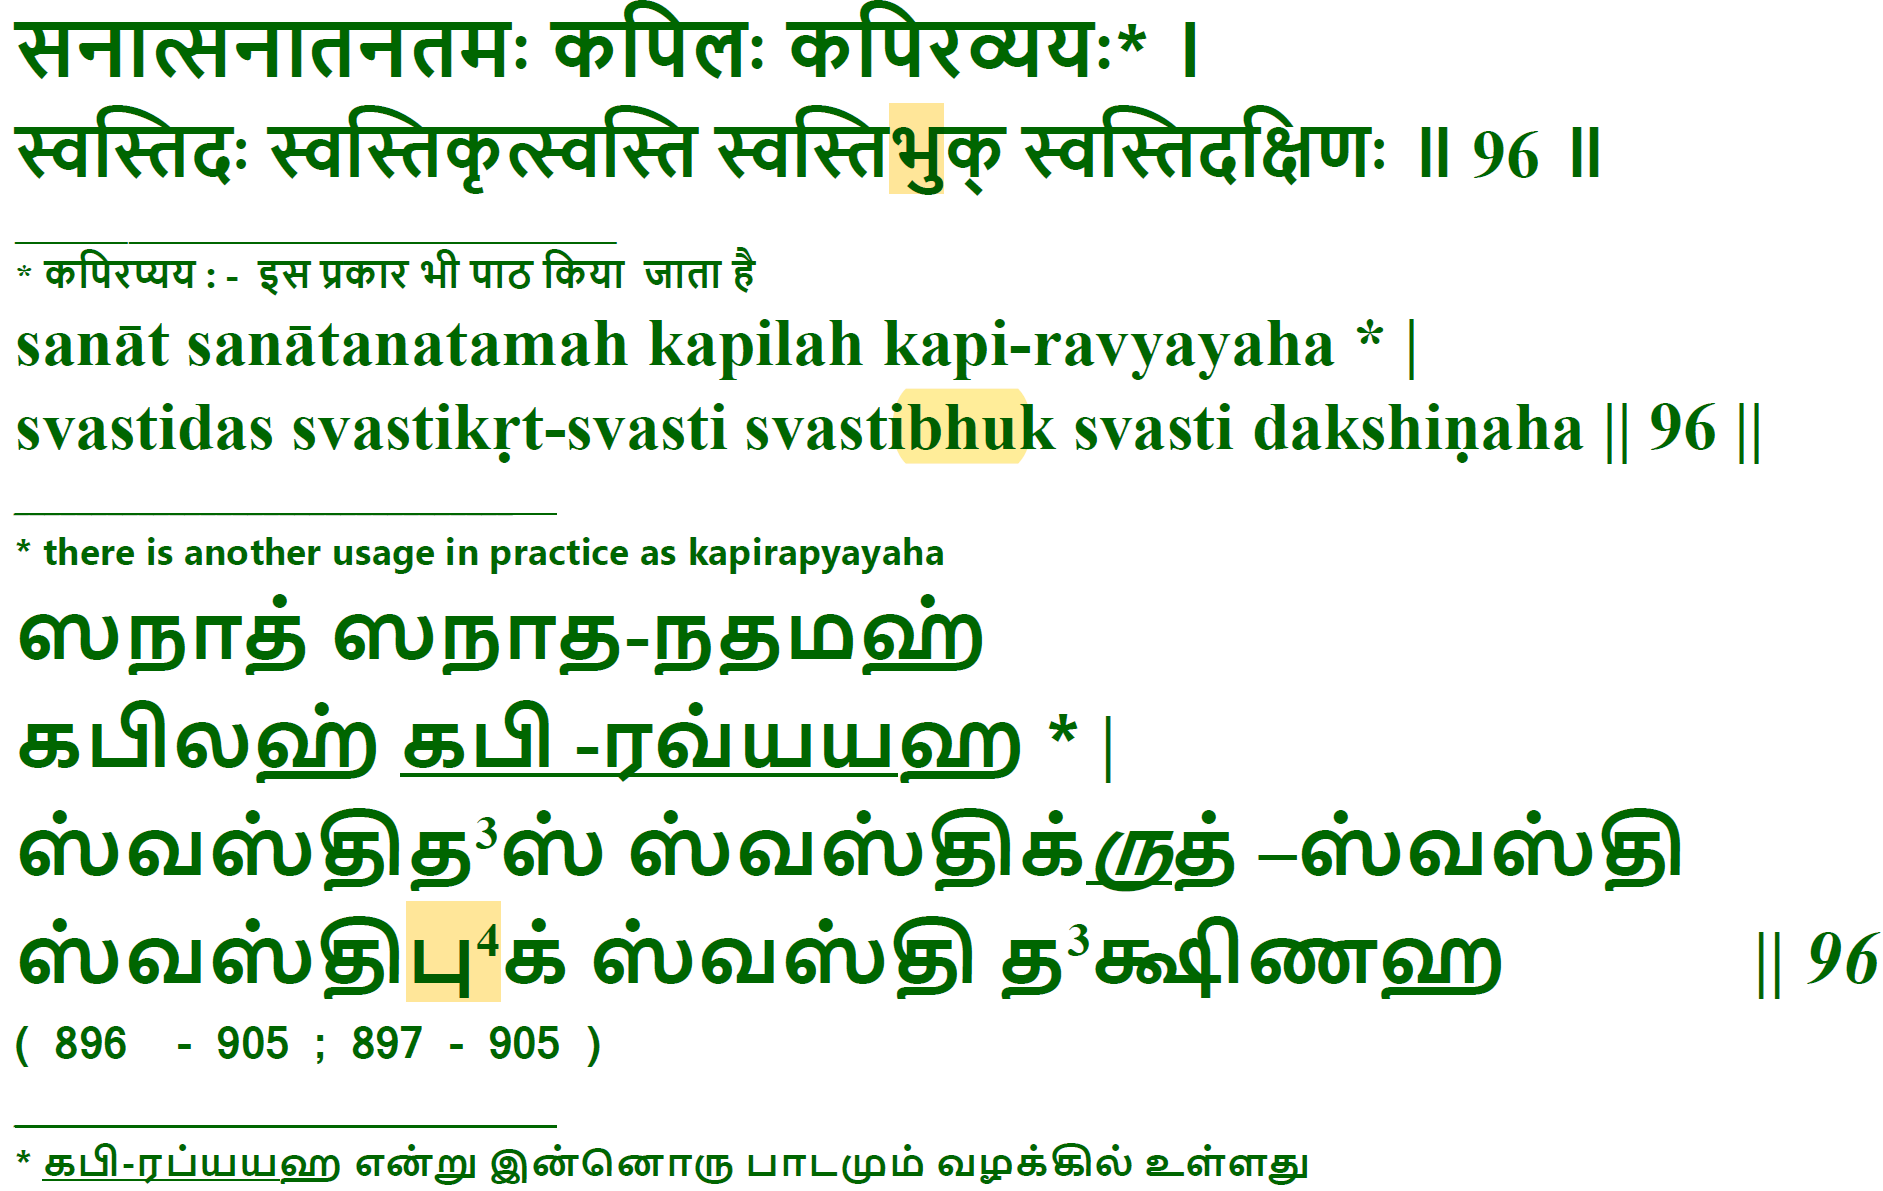 सनात्सनातनतमः कपिलः कपिरव्ययः* ।
स्वस्तिदः स्वस्तिकृत्स्वस्ति स्वस्तिभुक् स्वस्तिदक्षिणः ॥ 96 ॥
* कपिरप्यय : - इस प्रकार भी पाठ किया जाता है
sanāt sanātanatamah kapilah kapi-ravyayaha * |
svastidas svastikṛt-svasti svastibhuk svasti dakshiṇaha || 96 ||
* there is another usage in practice as kapirapyayaha
ஸநாத் ஸநாத-நதமஹ்
கபிலஹ் கபி -ரவ்யயஹ * |
ஸ்வஸ்தித³ஸ் ஸ்வஸ்திக்ருத் –ஸ்வஸ்தி
ஸ்வஸ்திபு⁴க் ஸ்வஸ்தி த³க்ஷிணஹ || 96
( 896 - 905 ; 897 - 905 )
* கபி-ரப்யயஹ என்று இன்னொரு பாடமும் வழக்கில் உள்ளது